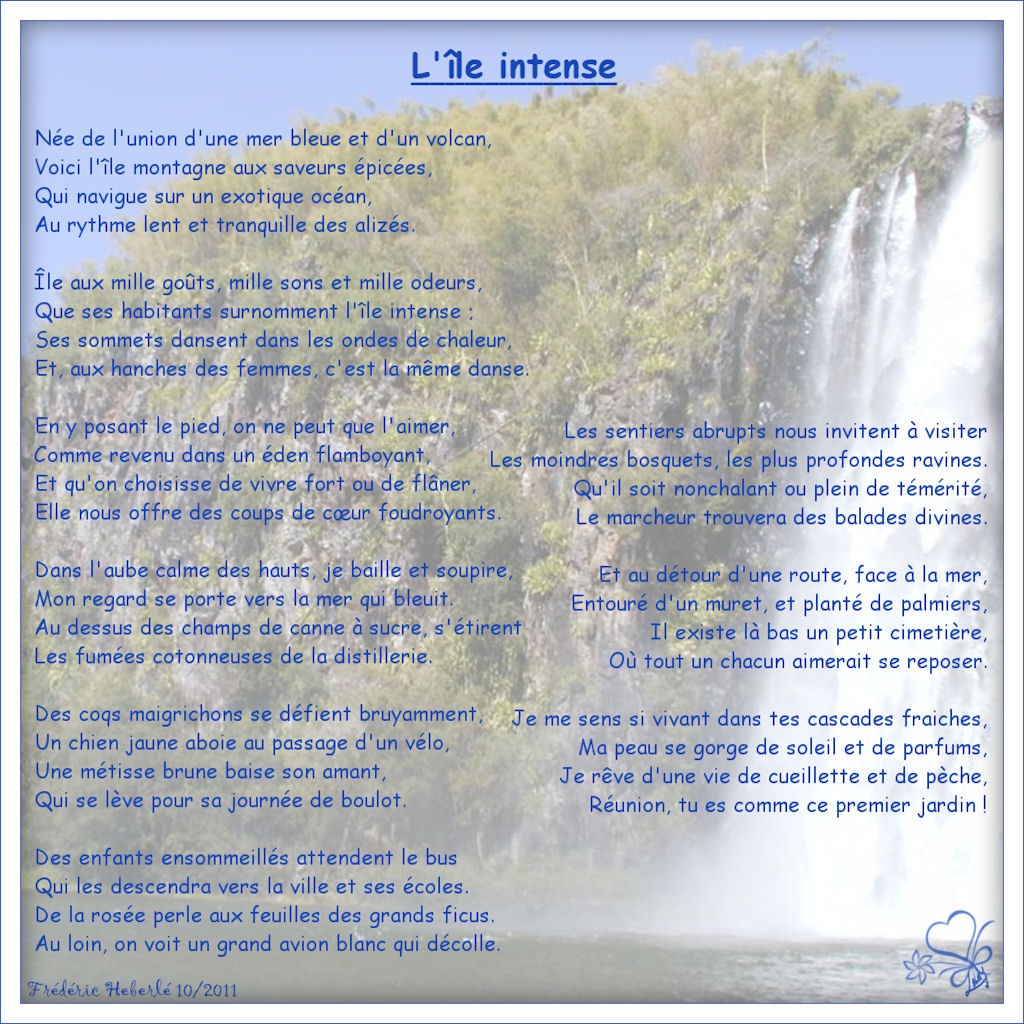 L'île intense
Née de l'union d'une mer bleue et d'un volcan,
Voici l'île montagne aux saveurs épicées,
Qui navigue sur un exotique océan,
Au rythme lent et tranquille des alizés.
Île aux mille goûts, mille sons et mille odeurs,
Que ses habitants surnomment l'île intense ;
Ses sommets dansent dans les ondes de chaleur,
Et, aux hanches des femmes, c'est la même danse.
En y posant le pied, on ne peut que l'aimer,
Comme revenu dans un éden flamboyant,
Et qu'on choisisse de vivre fort ou de flâner,
Elle nous offre des coups de cœur foudroyants.
Dans l'aube calme des hauts, je baille et soupire,
Mon regard se porte vers la mer qui bleuit.
Au dessus des champs de canne à sucre, s'étirent
Les fumées cotonneuses de la distillerie.
Des coqs maigrichons se défient bruyamment,
Un chien jaune aboie au passage d'un vélo,
Une métisse brune baise son amant,
Qui se lève pour sa journée de boulot.
Des enfants ensommeillés attendent le bus
Qui les descendra vers la ville et ses écoles.
De la rosée perle aux feuilles des grands ficus.
Au loin, on voit un grand avion blanc qui décolle.
Les sentiers abrupts nous invitent à visiter
Les moindres bosquets, les plus profondes ravines.
Qu'il soit nonchalant ou plein de témérité,
Le marcheur trouvera des balades divines.
Et au détour d'une route, face à la mer,
Entouré d'un muret, et planté de palmiers,
Il existe là bas un petit cimetière,
Où tout un chacun aimerait se reposer.
Je me sens si vivant dans tes cascades fraiches,
Ma peau se gorge de soleil et de parfums,
Je rêve d'une vie de cueillette et de pèche,
Réunion, tu es comme ce premier jardin !
Frédéric Heberlé 10/2011